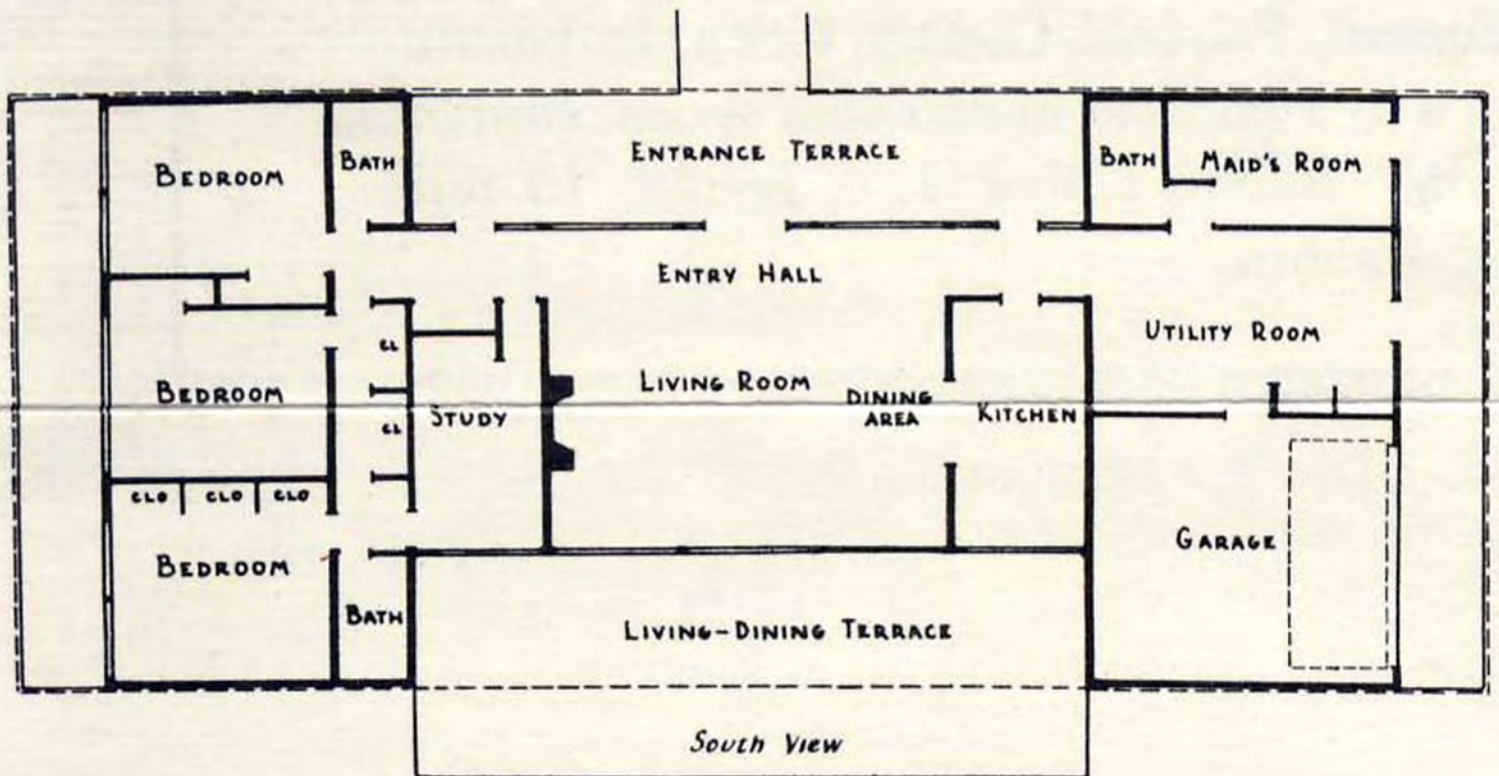 BEDROOM
BATH
ENTRANCE TERRACE
BATH
MAID'S ROOM
ENTRY HALL
UTILITY ROOM
CL
BEDROOM
LIVING ROOM
DINING
AREA
KITCHEN
STUDY
CL
CLO
CLO
CLO
BEDROOM
GARAGE
BATH
LIVING-DINING TERRACE
South View